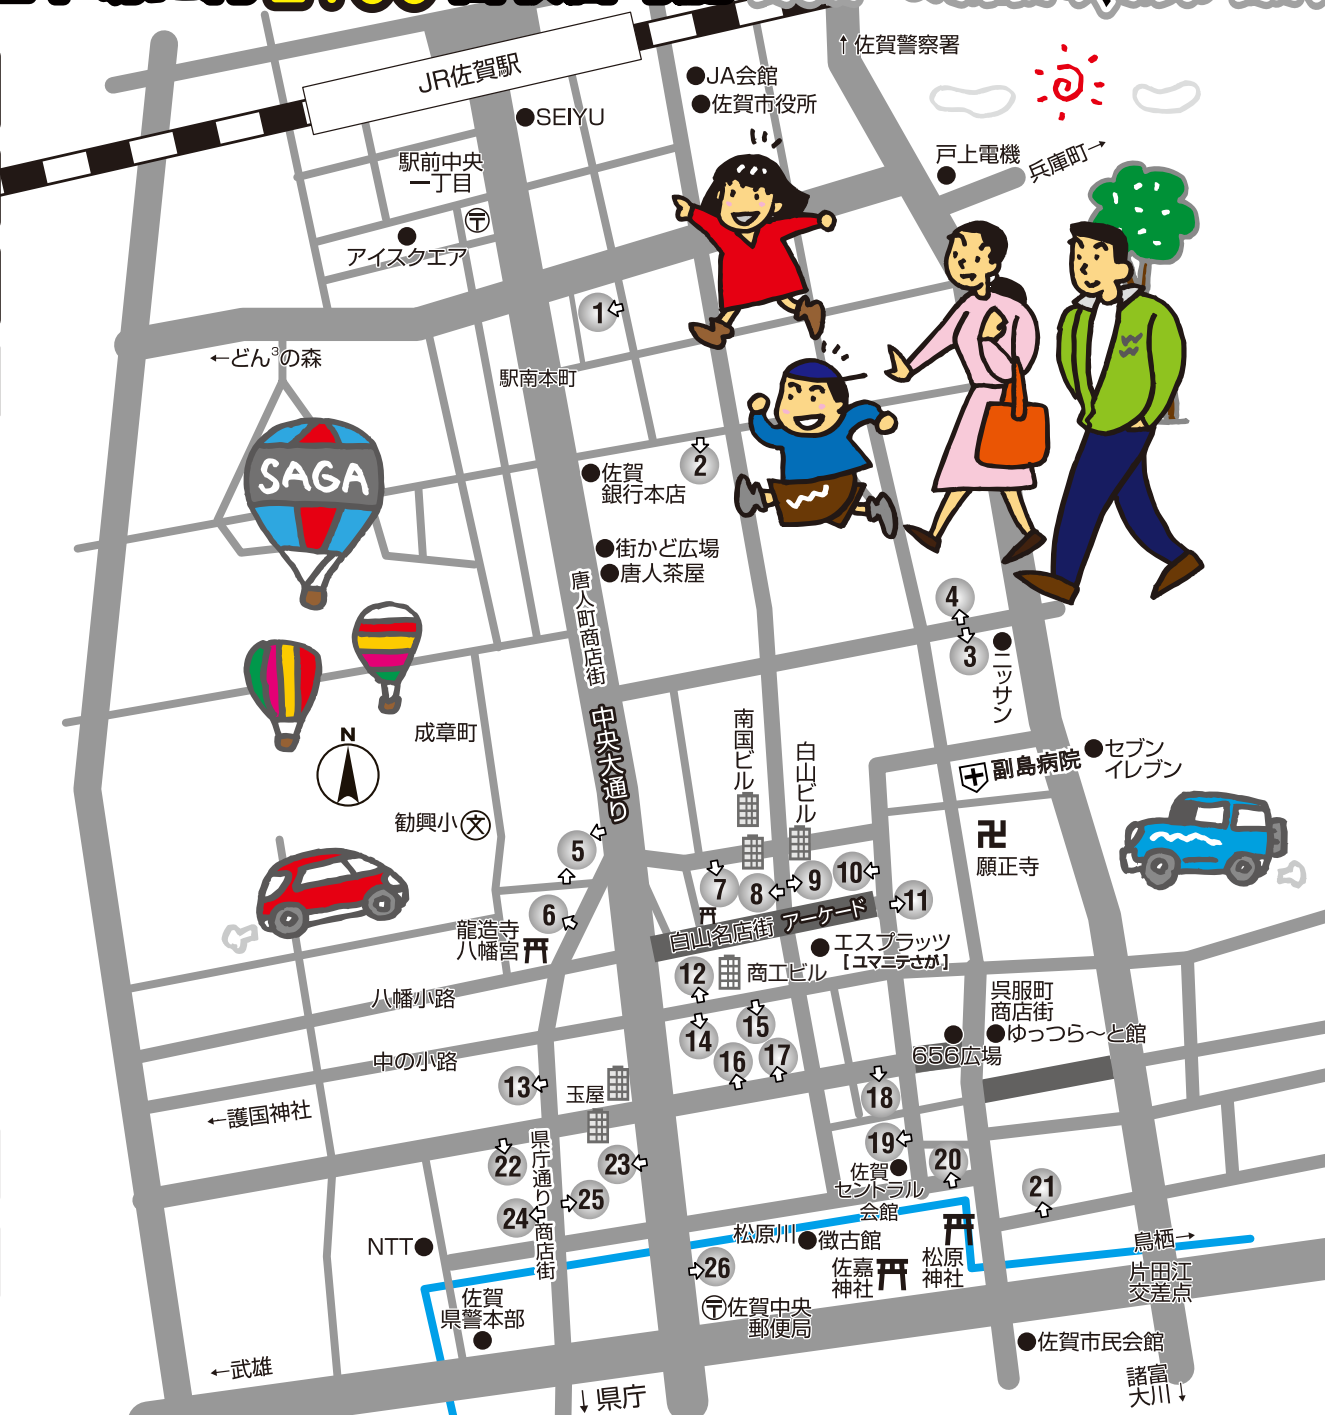 ↑佐賀警察署
JR佐賀駅
●JA会館
●佐賀市役所
●SEIYU
戸上電機
兵庫町→
駅前中央
一丁目
〒
アイスクエア
1
←どん³の森
駅南本町
SAGA
2
●佐賀
銀行本店
●街かど広場
●唐人茶屋
唐人町商店街
4
3
ニッサン
中央大通り
南国ビル
白山ビル
成章町
N
副島病院
●セブン
イレブン
勧興小
文
5
卍
願正寺
7
8
9
10
11
6
龍造寺
八幡宮
白山名店街 アーケード
●エスプラッツ
[ユマニテさが]
12
商工ビル
八幡小路
呉服町
商店街
●ゆっつら～と館
656広場
14
15
16
17
中の小路
13
玉屋
18
←護国神社
19
20
佐賀●
セントラル
会館
21
22
県庁通り商店街
23
24
25
NTT●
松原川
●徴古館
松原
神社
佐嘉
神社
鳥栖→
片田江
交差点
26
〒佐賀中央
郵便局
佐賀
県警本部
●佐賀市民会館
←武雄
↓県庁
諸富
大川↓